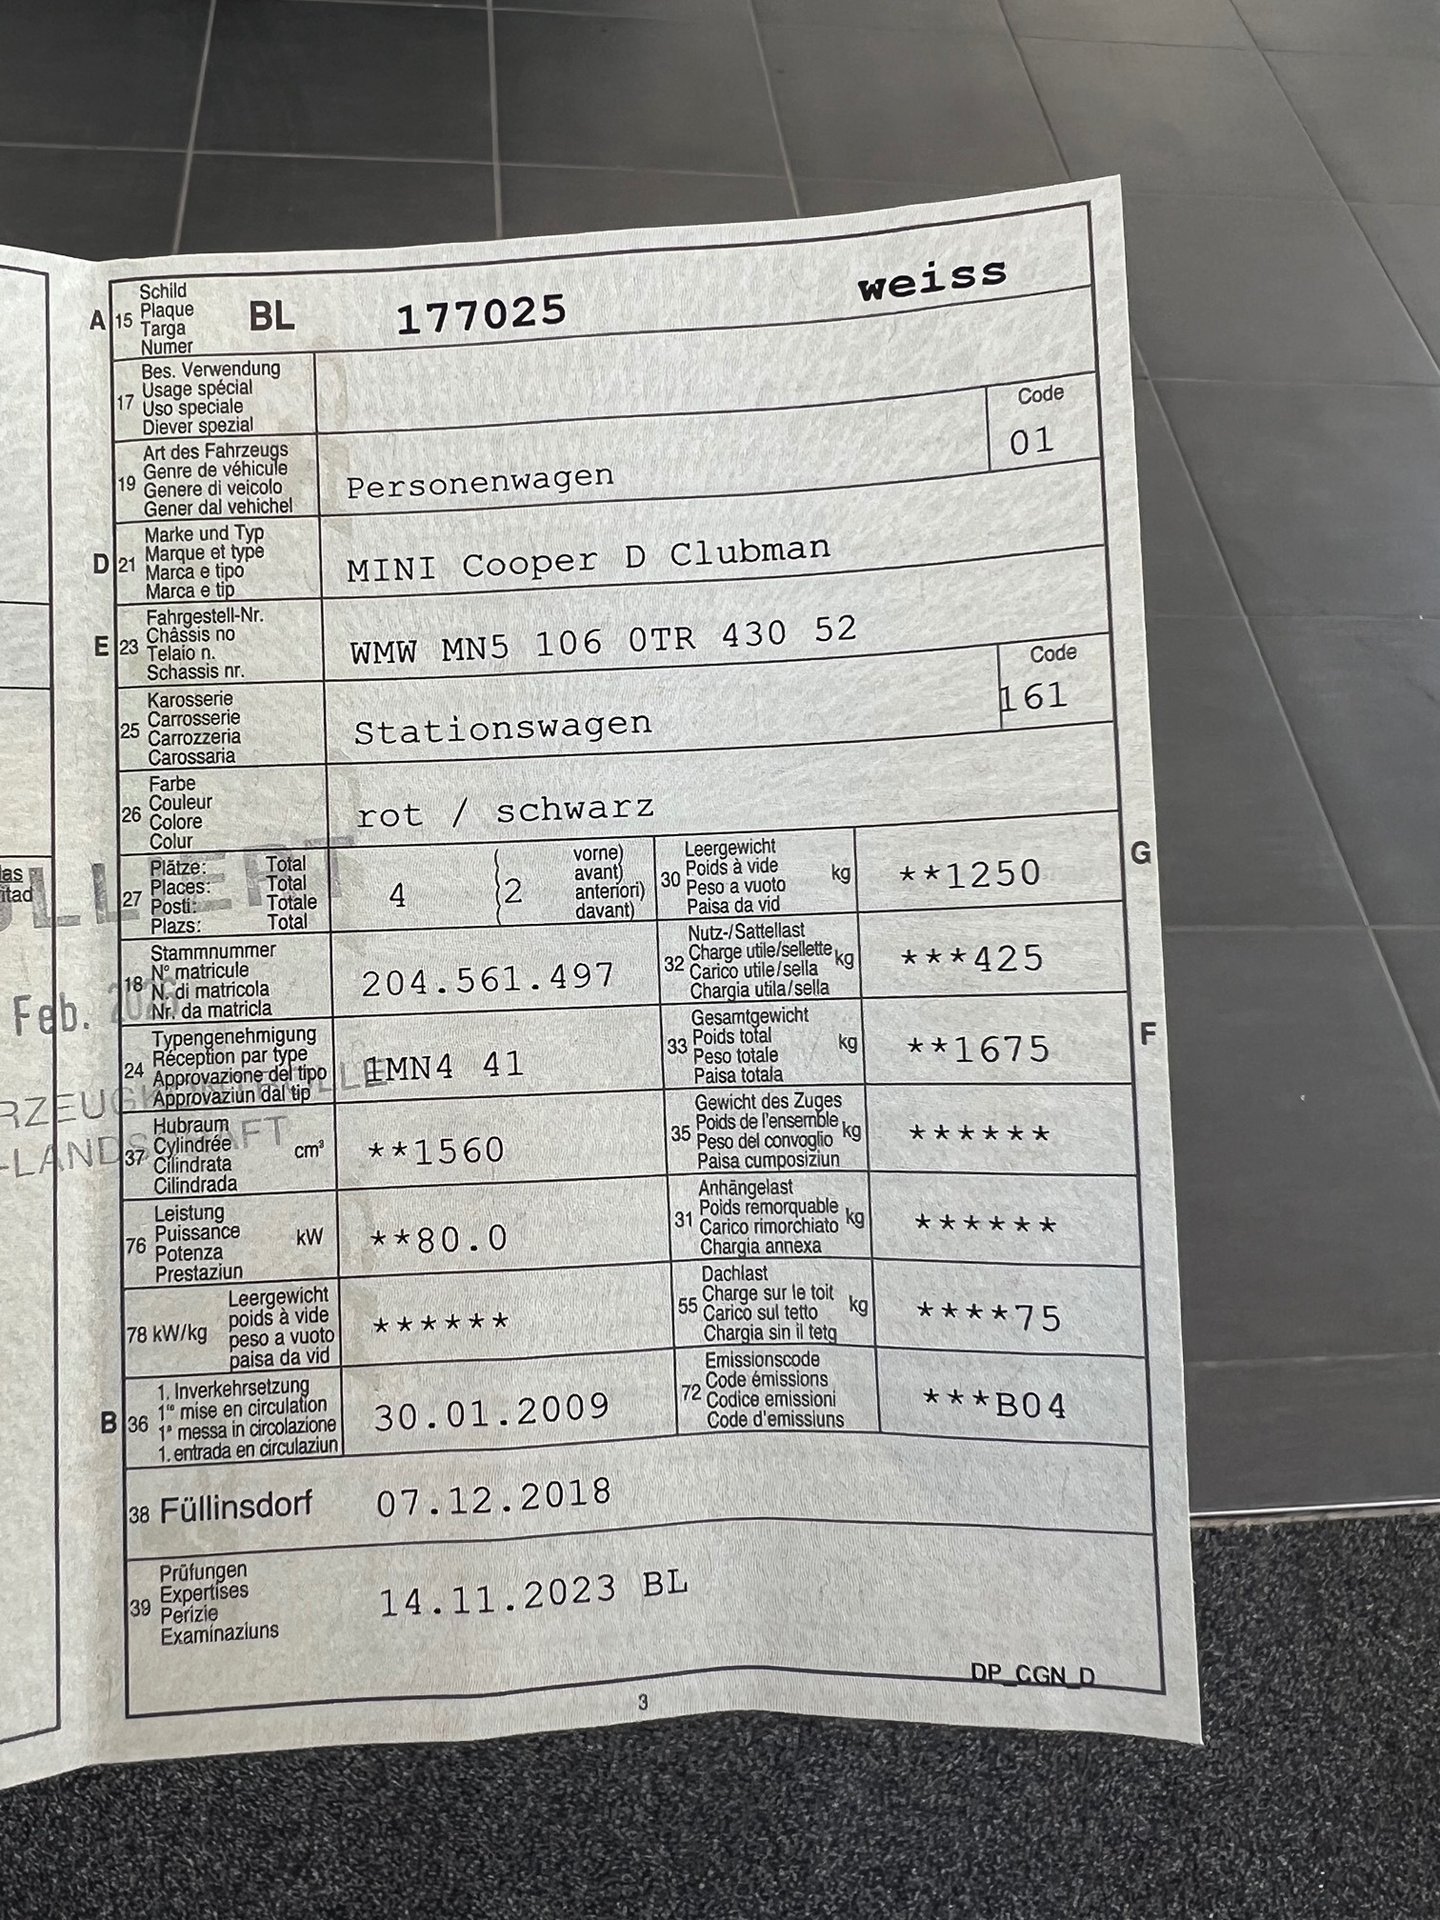 A 15 Schild Plaque Targa Numer BL 177025 weiss
17 Bes. Verwendung
Usage spécial
Uso speciale
Diever spezial
19 Art des Fahrzeugs
Genre de véhicule
Genere di veicolo
Gener dal vehichel
Personenwagen
Code
01
D 21 Marke und Typ
Marque et type
Marca e tipo
Marca e tip
MINI Cooper D Clubman
E 23 Fahrgestell-Nr.
Châssis no
Telaio n.
Schassis nr.
WMW MN5 106 0TR 430 52
25 Karosserie
Carrosserie
Carrozzeria
Carossaria
Stationswagen
Code
161
26 Farbe
Couleur
Colore
Colur
rot / schwarz
27 Plätze: Total
Places: Total
Posti: Totale
Plazs: Total
4 2 vorne)
avant)
anteriori)
davant)
30 Leergewicht
Poids à vide kg
Peso a vuoto
Paisa da vid
**1250
G
18 Stammnummer
N° matricule
N. di matricola
Nr. da matricla
204.561.497
32 Nutz-/Sattellast
Charge utile/sellette kg
Carico utile/sella
Chargia utila/sella
***425
24 Typengenehmigung
Réception par type
Approvazione del tipo
Approvaziun dal tip
1MN4 41
33 Gesamtgewicht
Poids total kg
Peso totale
Paisa totala
**1675
F
37 Hubraum
Cylindrée cm³
Cilindrata
Cilindrada
**1560
35 Gewicht des Zuges
Poids de l'ensemble kg
Peso del convoglio
Paisa cumposiziun
******
76 Leistung
Puissance kW
Potenza
Prestaziun
**80.0
31 Anhängelast
Poids remorquable kg
Carico rimorchiato
Chargia annexa
******
78 kW/kg Leergewicht
poids à vide
peso a vuoto
paisa da vid
******
55 Dachlast
Charge sur le toit kg
Carico sul tetto
Chargia sin il tetg
****75
B 36 1. Inverkehrsetzung
1re mise en circulation
1a messa in circolazione
1. entrada en circulaziun
30.01.2009
72 Emissionscode
Code émissions
Codice emissioni
Code d'emissiuns
***B04
38 Füllinsdorf 07.12.2018
39 Prüfungen
Expertises
Perizie
Examinaziuns
14.11.2023 BL
DP_CGN_D
3
Feb.